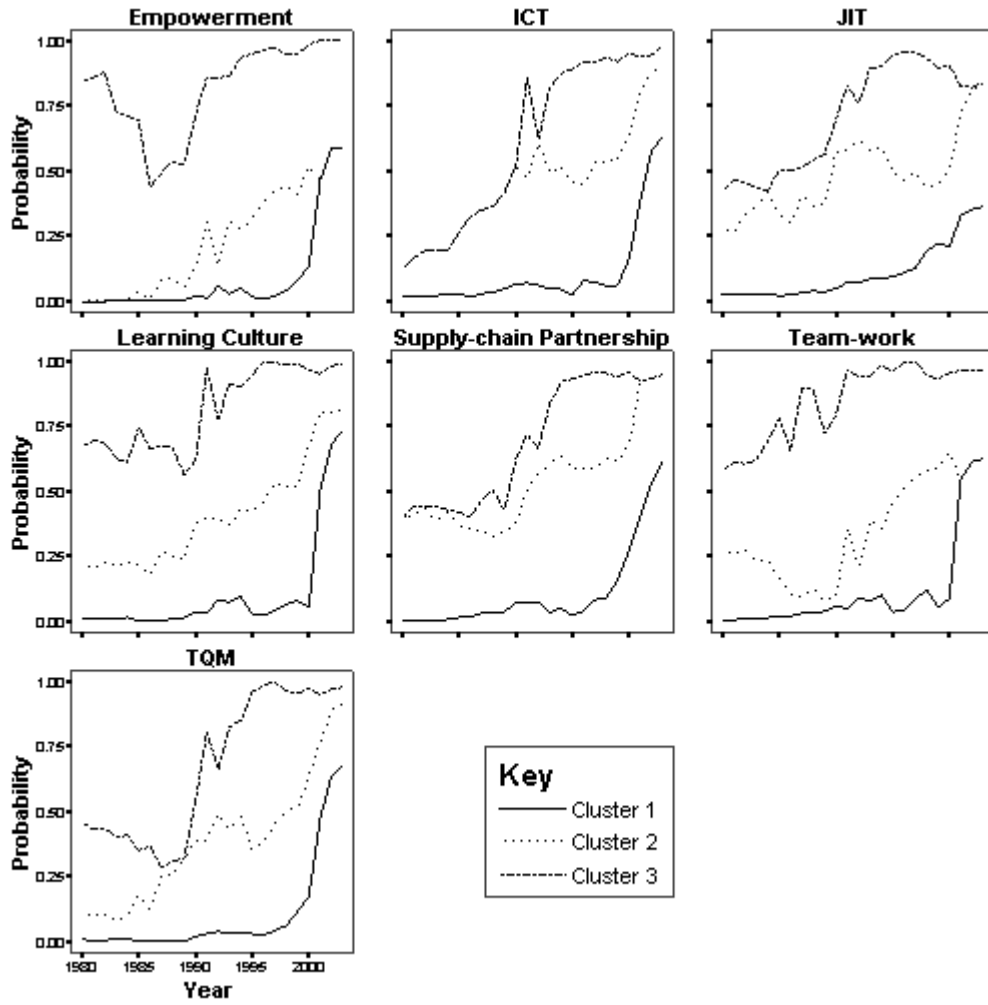 Empowerment
ICT
JIT
1.00
0.75
Probability
0.50
0.25
0.00
Learning Culture
Supply-chain Partnership
Team-work
1.00
0.75
Probability
0.50
0.25
0.00
TQM
1.00
0.75
Probability
0.50
0.25
0.00
1980 1985 1990 1995 2000
Year
Key
Cluster 1
Cluster 2
Cluster 3